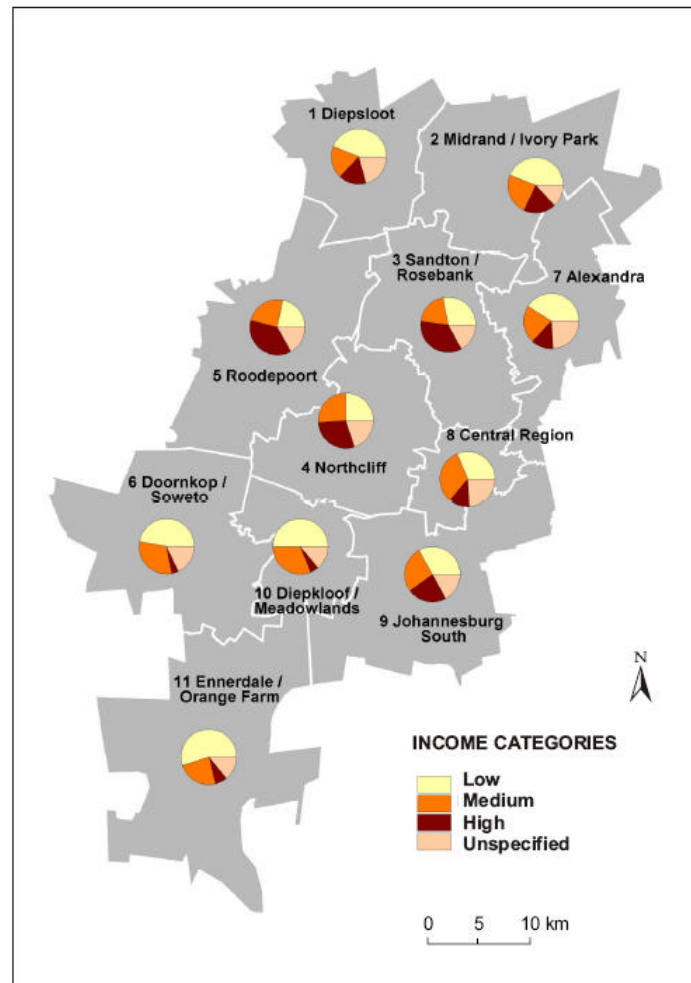 1 Diepsloot
2 Midrand / Ivory Park
3 Sandton /
Rosebank
7 Alexandra
5 Roodepoort
8 Central Region
4 Northcliff
6 Doornkop /
Soweto
10 Diepkloof /
Meadowlands
9 Johannesburg
South
11 Ennerdale /
Orange Farm
N
INCOME CATEGORIES
Low
Medium
High
Unspecified
0 5 10 km